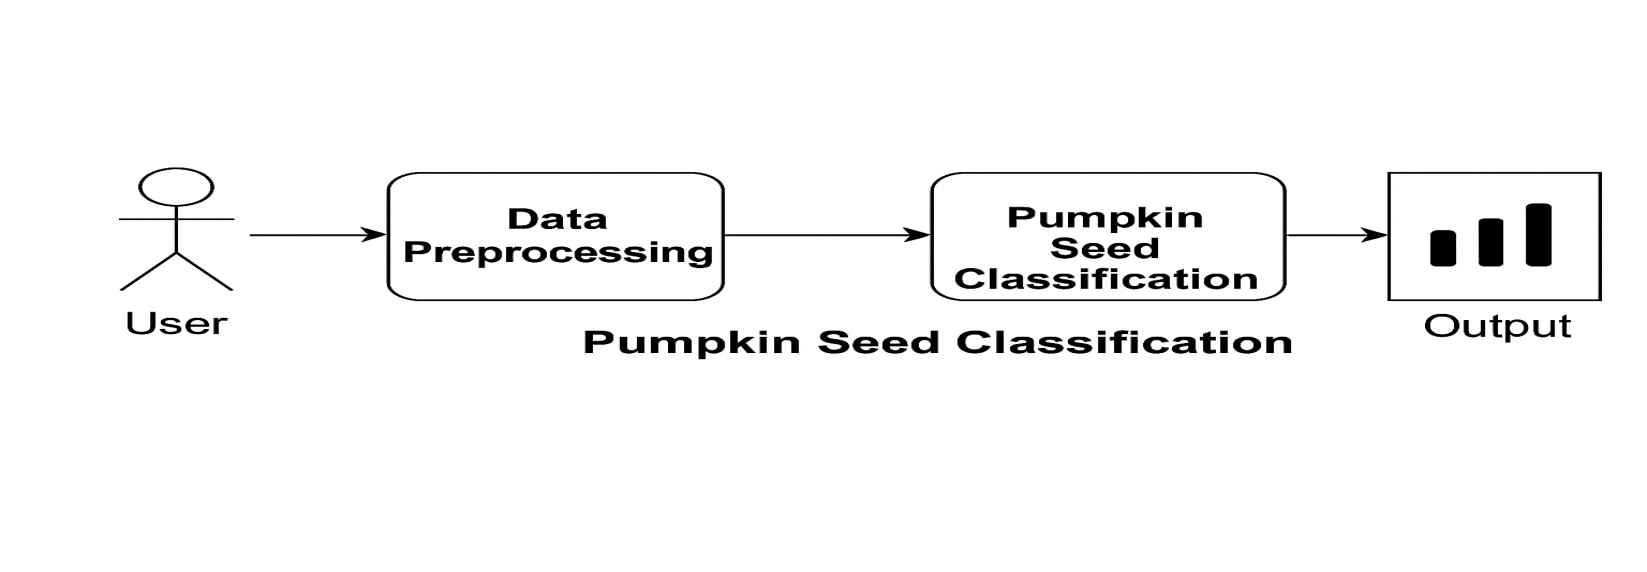 Data
Preprocessing
Pumpkin
Seed
Classification
User
Output
Pumpkin Seed Classification